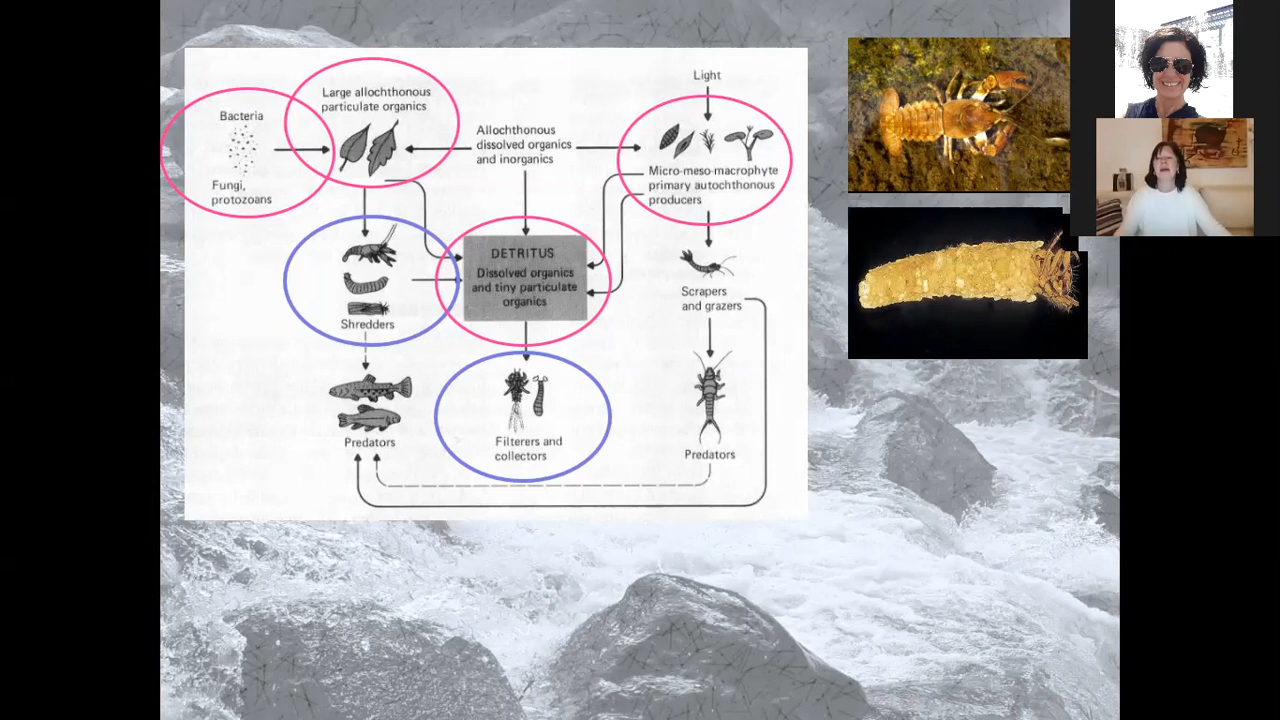 Light
Large allochthonous
particulate organics
Bacteria
Allochthonous
dissolved organics
and inorganics
Micro-meso-macrophyte
primary autochthonous
producers
Fungi,
protozoans
DETRITUS
Dissolved organics
and tiny particulate
organics
Scrapers
and grazers
Shredders
Predators
Filterers and
collectors
Predators